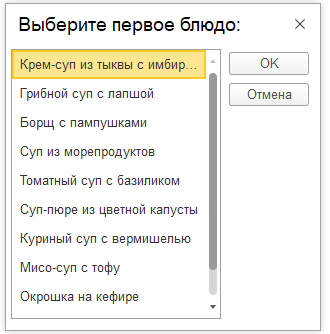 Выберите первое блюдо:
Крем-суп из тыквы с имбир...
Грибной суп с лапшой
Борщ с пампушками
Суп из морепродуктов
Томатный суп с базиликом
Суп-пюре из цветной капусты
Куриный суп с вермишелью
Мисо-суп с тофу
Окрошка на кефире
OK
Отмена